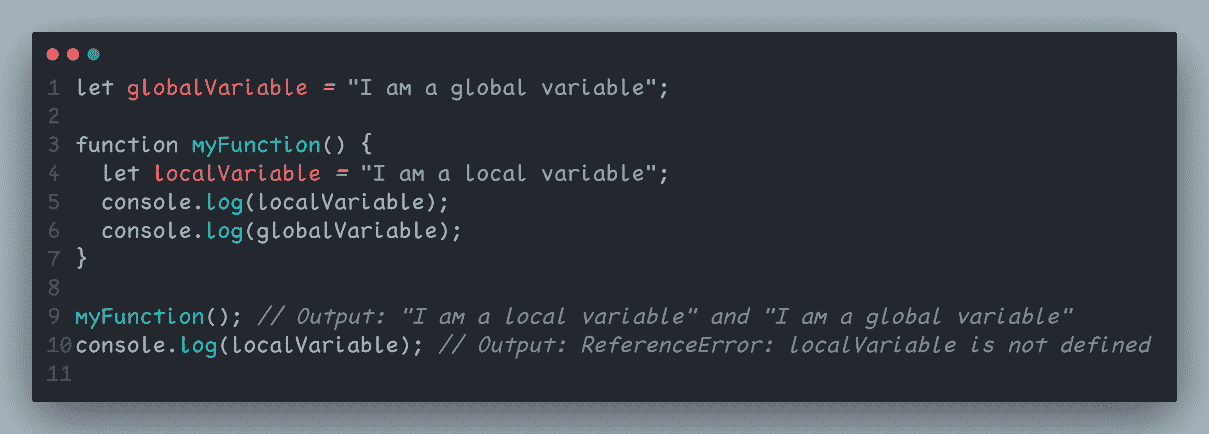 1 let globalVariable = "I am a global variable";
2
3 function myFunction() {
4   let localVariable = "I am a local variable";
5   console.log(localVariable);
6   console.log(globalVariable);
7 }
8
9 myFunction(); // Output: "I am a local variable" and "I am a global variable"
10 console.log(localVariable); // Output: ReferenceError: localVariable is not defined
11